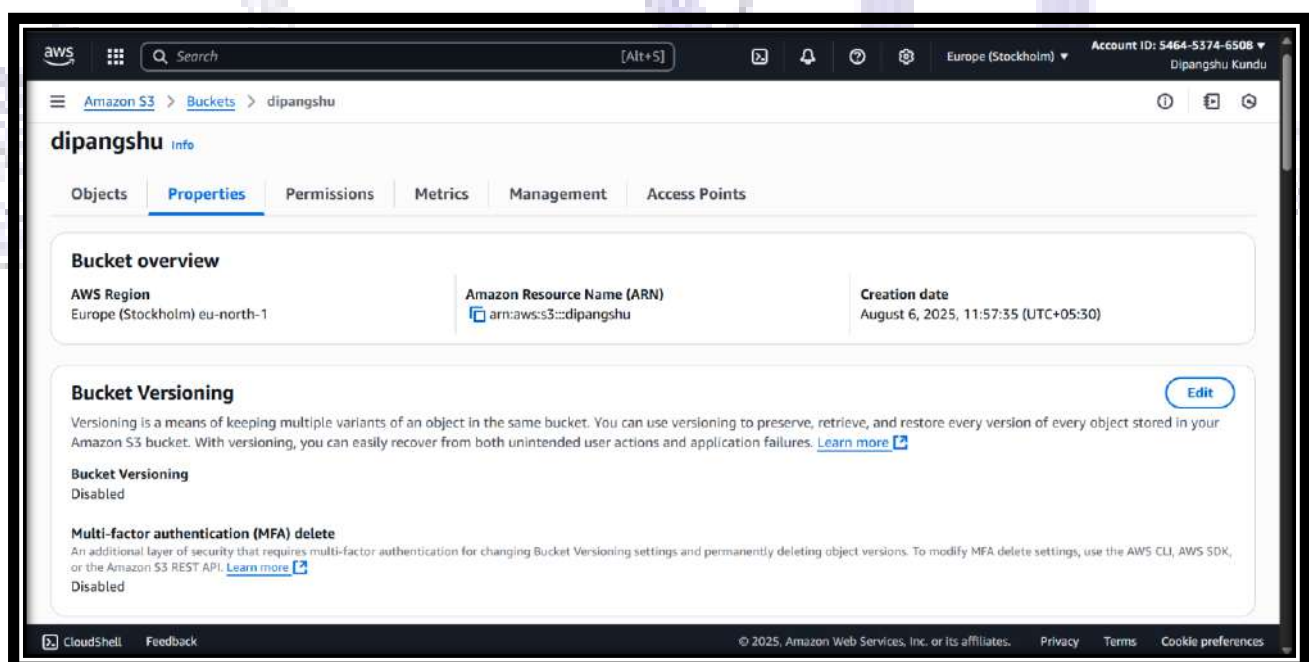 aws Search [Alt+S] Europe (Stockholm) ▼ Account ID: 5464-5374-6508 ▼
Dipangshu Kundu
Amazon S3 > Buckets > dipangshu
dipangshu Info
Objects Properties Permissions Metrics Management Access Points
Bucket overview
AWS Region Amazon Resource Name (ARN) Creation date
Europe (Stockholm) eu-north-1 arn:aws:s3:::dipangshu August 6, 2025, 11:57:35 (UTC+05:30)
Bucket Versioning Edit
Versioning is a means of keeping multiple variants of an object in the same bucket. You can use versioning to preserve, retrieve, and restore every version of every object stored in your
Amazon S3 bucket. With versioning, you can easily recover from both unintended user actions and application failures. Learn more
Bucket Versioning
Disabled
Multi-factor authentication (MFA) delete
An additional layer of security that requires multi-factor authentication for changing Bucket Versioning settings and permanently deleting object versions. To modify MFA delete settings, use the AWS CLI, AWS SDK,
or the Amazon S3 REST API. Learn more
Disabled
CloudShell Feedback © 2025, Amazon Web Services, Inc. or its affiliates. Privacy Terms Cookie preferences